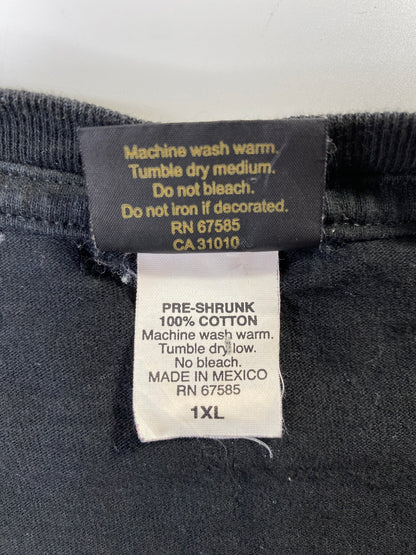 Machine wash warm.
Tumble dry medium.
Do not bleach.
Do not iron if decorated.
RN 67585
CA 31010
PRE-SHRUNK
100% COTTON
Machine wash warm.
Tumble dry low.
No bleach.
MADE IN MEXICO
RN 67585
1XL